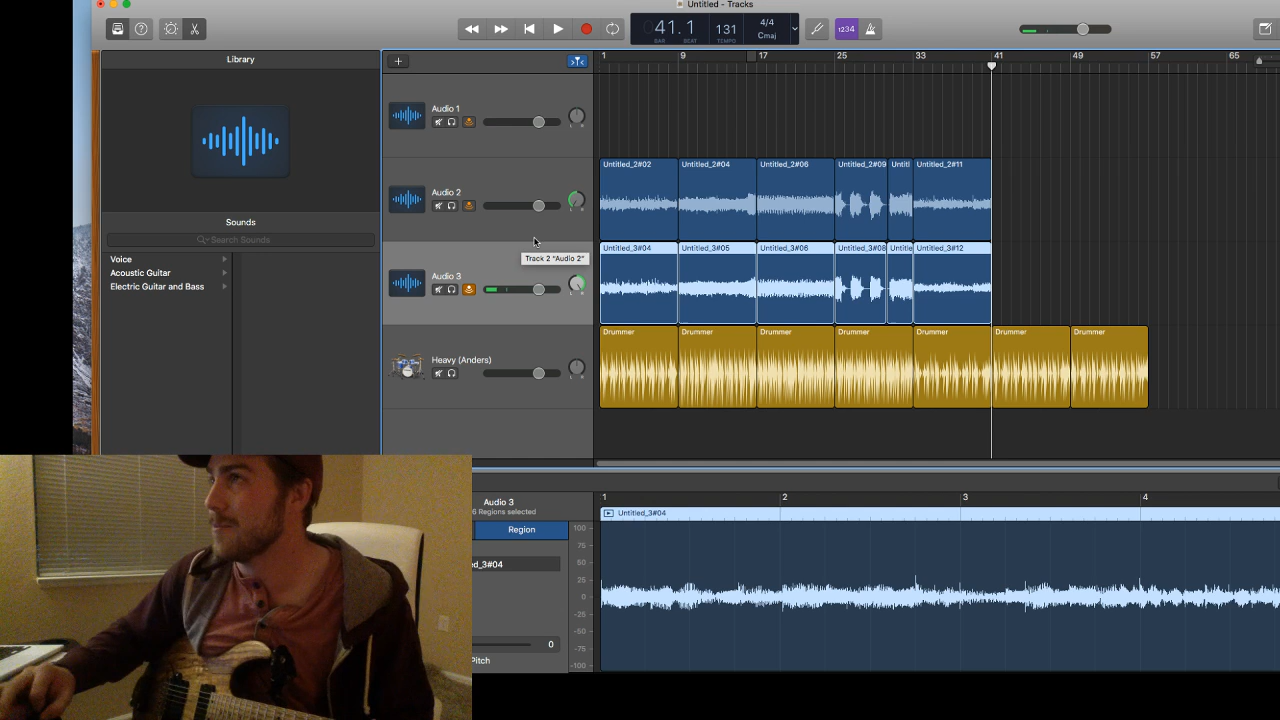 Untitled - Tracks
41.1
BAR BEAT
131
TEMPO
4/4
Cmaj
1234
Library
Sounds
Search Sounds
Voice
Acoustic Guitar
Electric Guitar and Bass
1 9 17 25 33 41 49 57 65
Audio 1
Audio 2
Track 2 "Audio 2"
Audio 3
Heavy (Anders)
Untitled_2#02 Untitled_2#04 Untitled_2#06 Untitled_2#09 Untitl Untitled_2#11
Untitled_3#04 Untitled_3#05 Untitled_3#06 Untitled_3#08 Untitle Untitled_3#12
Drummer Drummer Drummer Drummer Drummer Drummer Drummer
Audio 3
6 Regions selected
Region
ed_3#04
0
Pitch
1 2 3 4
Untitled_3#04
100
75
50
25
0
-25
-50
-75
-100